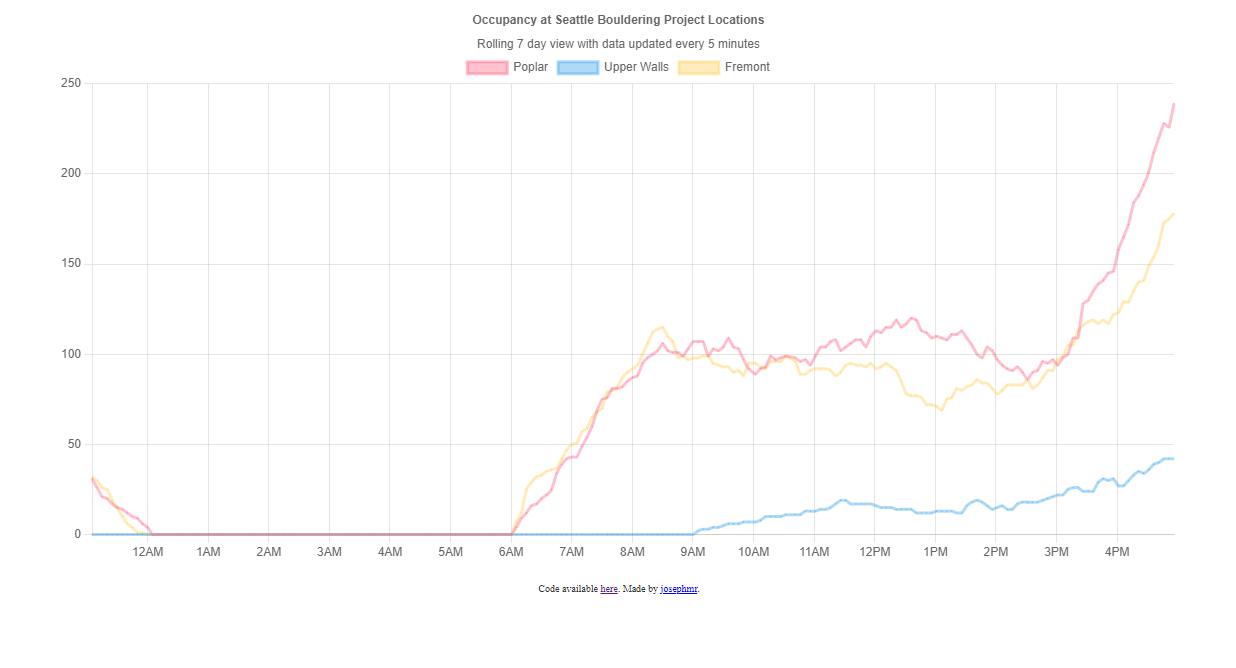 Occupancy at Seattle Bouldering Project Locations
Rolling 7 day view with data updated every 5 minutes
Poplar Upper Walls Fremont
250
200
150
100
50
0
12AM 1AM 2AM 3AM 4AM 5AM 6AM 7AM 8AM 9AM 10AM 11AM 12PM 1PM 2PM 3PM 4PM
Code available here. Made by josephmr.